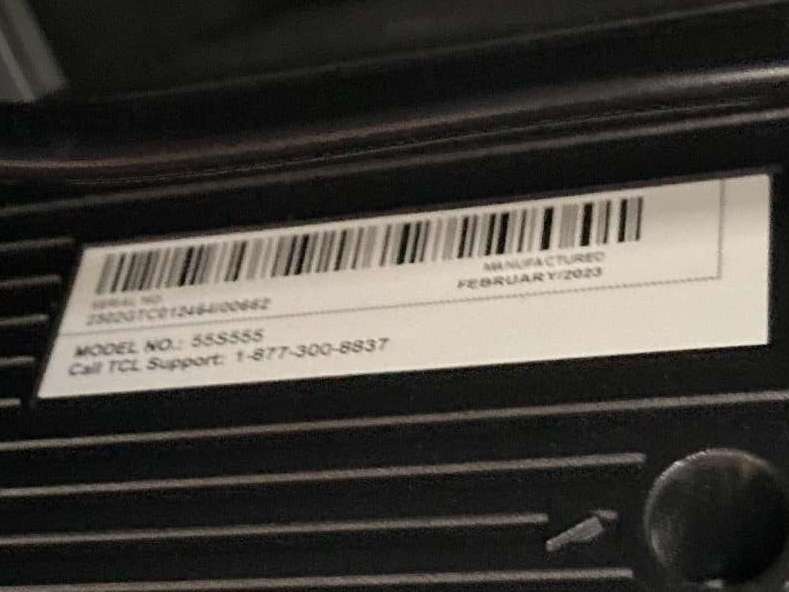 SERIAL NO.
MANUFACTURED
FEBRUARY/2023
MODEL NO.: 55S555
Call TCL Support: 1-877-300-8837